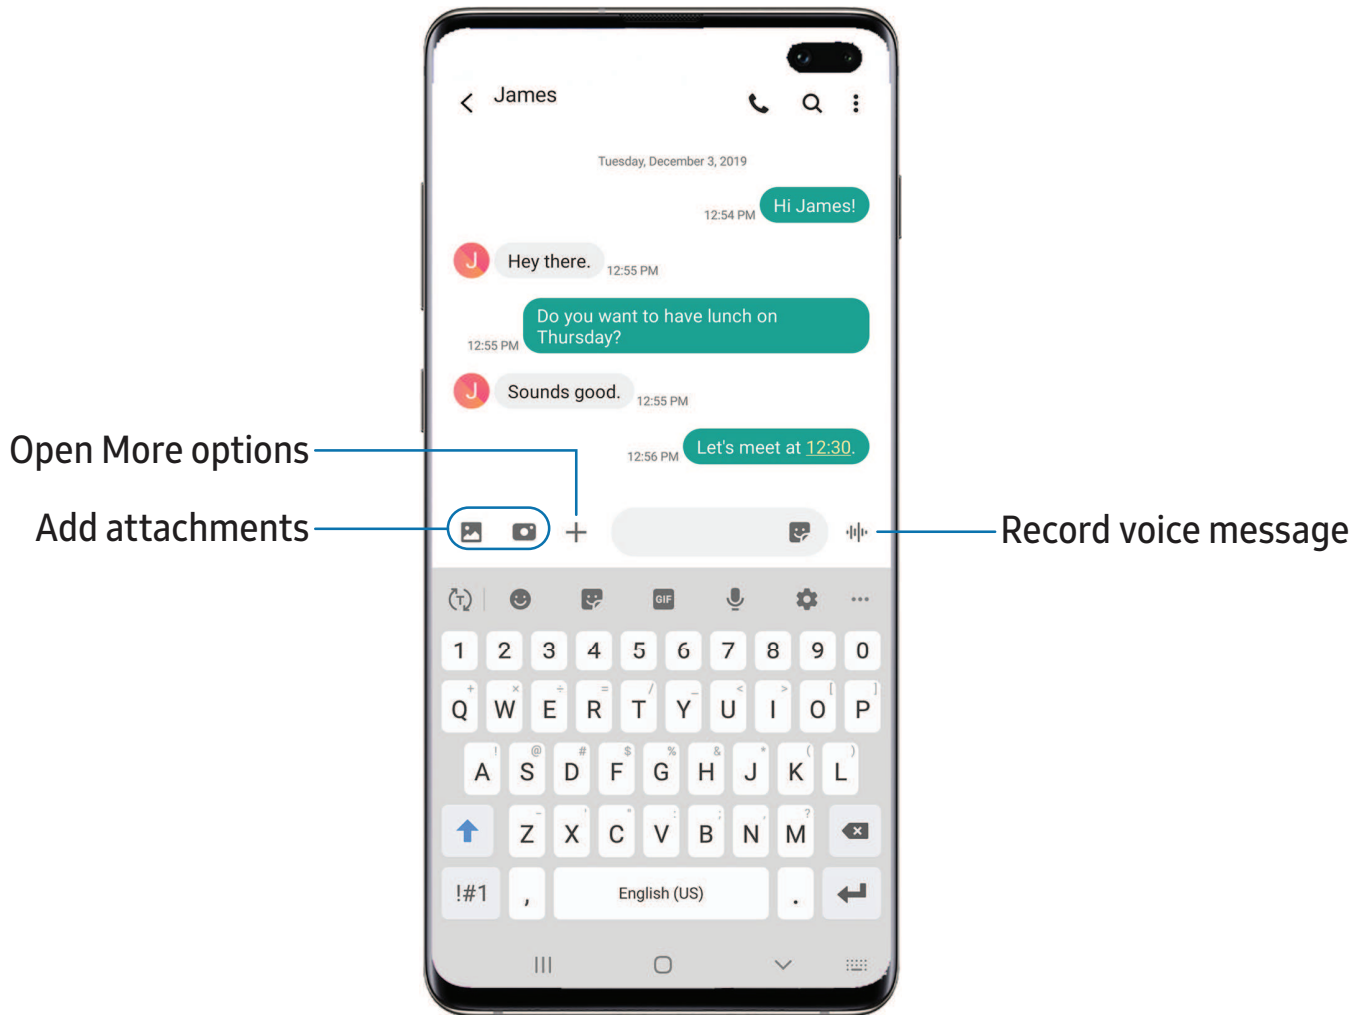 James
Tuesday, December 3, 2019
12:54 PM Hi James!
J Hey there. 12:55 PM
Do you want to have lunch on
Thursday?
12:55 PM
J Sounds good. 12:55 PM
12:56 PM Let's meet at 12:30.
Open More options
Add attachments
Record voice message
T
GIF
1 2 3 4 5 6 7 8 9 0
+ × ÷ = / _ < > [ ]
Q W E R T Y U I O P
! @ # $ % & * ( )
A S D F G H J K L
- ' " : ; , ?
Z X C V B N M
!#1 , English (US) .